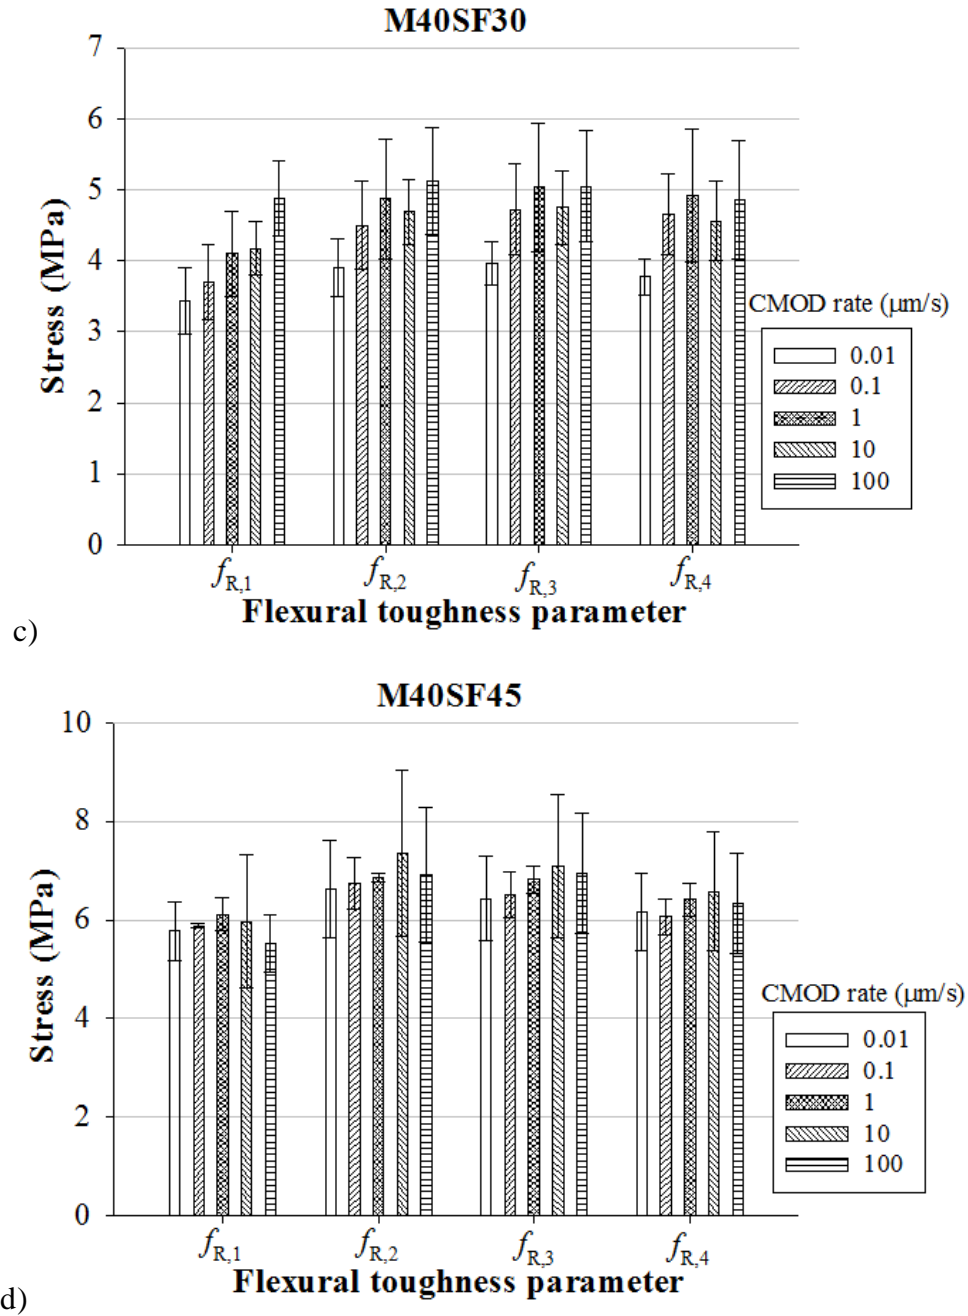 M40SF30
7
6
5
4
3
2
1
0
Stress (MPa)
CMOD rate (μm/s)
0.01
0.1
1
10
100
fR,1
fR,2
fR,3
fR,4
Flexural toughness parameter
c)
M40SF45
10
8
6
4
2
0
Stress (MPa)
CMOD rate (μm/s)
0.01
0.1
1
10
100
fR,1
fR,2
fR,3
fR,4
Flexural toughness parameter
d)